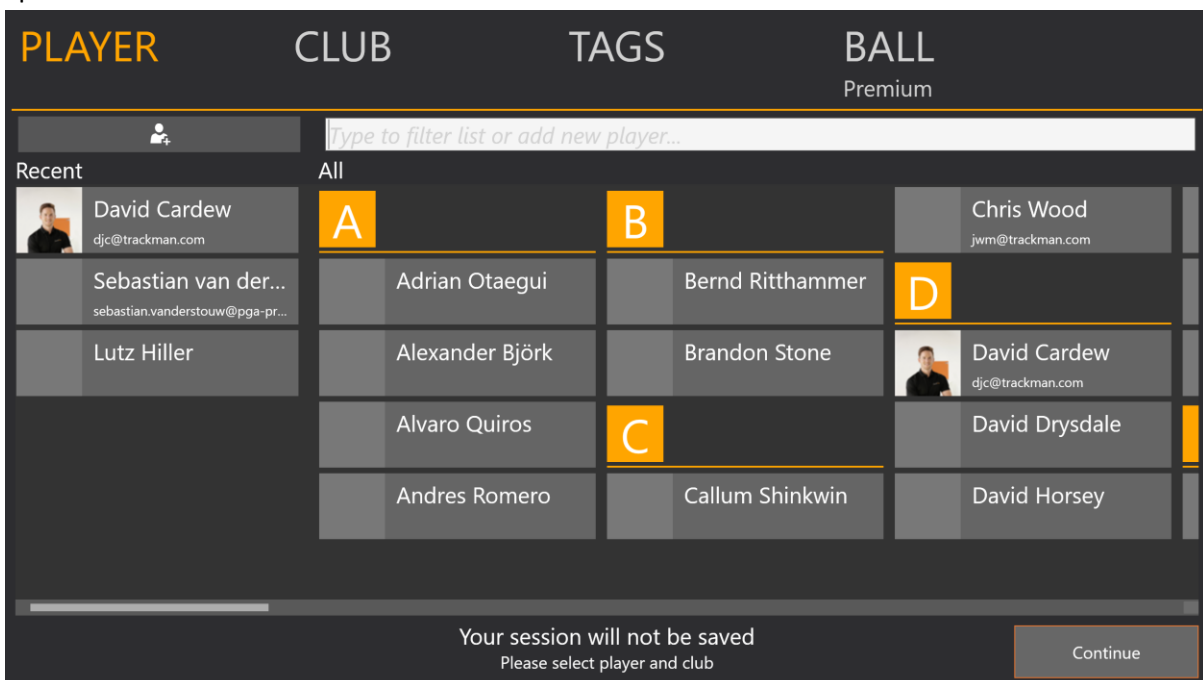 PLAYER CLUB TAGS BALL
Premium
Type to filter list or add new player...
Recent
David Cardew
djc@trackman.com
Sebastian van der...
sebastian.vanderstouw@pga-pr...
Lutz Hiller
All
A
Adrian Otaegui
Alexander Björk
Alvaro Quiros
Andres Romero
B
Bernd Ritthammer
Brandon Stone
C
Callum Shinkwin
Chris Wood
jwm@trackman.com
D
David Cardew
djc@trackman.com
David Drysdale
David Horsey
Your session will not be saved
Please select player and club
Continue